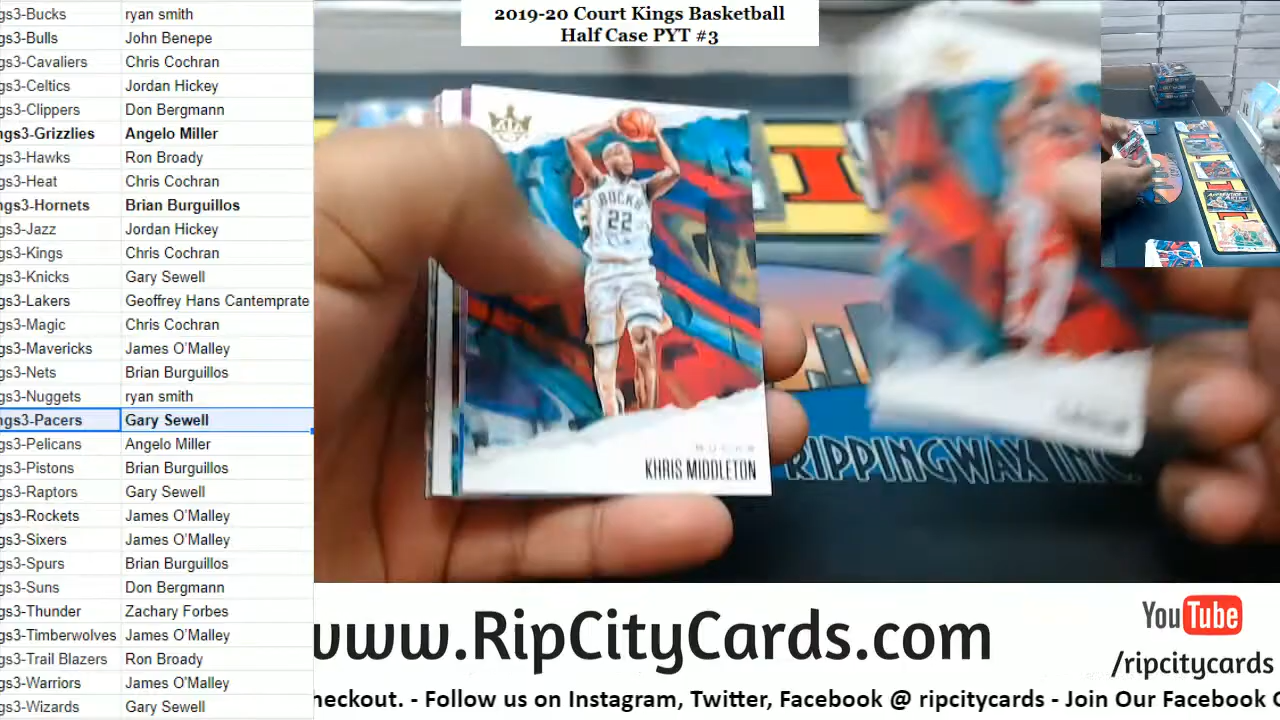 gs3-Bucks ryan smith
gs3-Bulls John Benepe
gs3-Cavaliers Chris Cochran
gs3-Celtics Jordan Hickey
gs3-Clippers Don Bergmann
ngs3-Grizzlies Angelo Miller
gs3-Hawks Ron Broady
gs3-Heat Chris Cochran
ngs3-Hornets Brian Burguillos
gs3-Jazz Jordan Hickey
gs3-Kings Chris Cochran
gs3-Knicks Gary Sewell
gs3-Lakers Geoffrey Hans Cantemprate
gs3-Magic Chris Cochran
gs3-Mavericks James O'Malley
gs3-Nets Brian Burguillos
gs3-Nuggets ryan smith
ngs3-Pacers Gary Sewell
gs3-Pelicans Angelo Miller
gs3-Pistons Brian Burguillos
gs3-Raptors Gary Sewell
gs3-Rockets James O'Malley
gs3-Sixers James O'Malley
gs3-Spurs Brian Burguillos
gs3-Suns Don Bergmann
gs3-Thunder Zachary Forbes
gs3-Timberwolves James O'Malley
gs3-Trail Blazers Ron Broady
gs3-Warriors James O'Malley
gs3-Wizards Gary Sewell
2019-20 Court Kings Basketball
Half Case PYT #3
BUCKS
22
BUCKS
KHRIS MIDDLETON
RIPPINGWAX INC
www.RipCityCards.com
YouTube
/ripcitycards
heckout. - Follow us on Instagram, Twitter, Facebook @ ripcitycards - Join Our Facebook